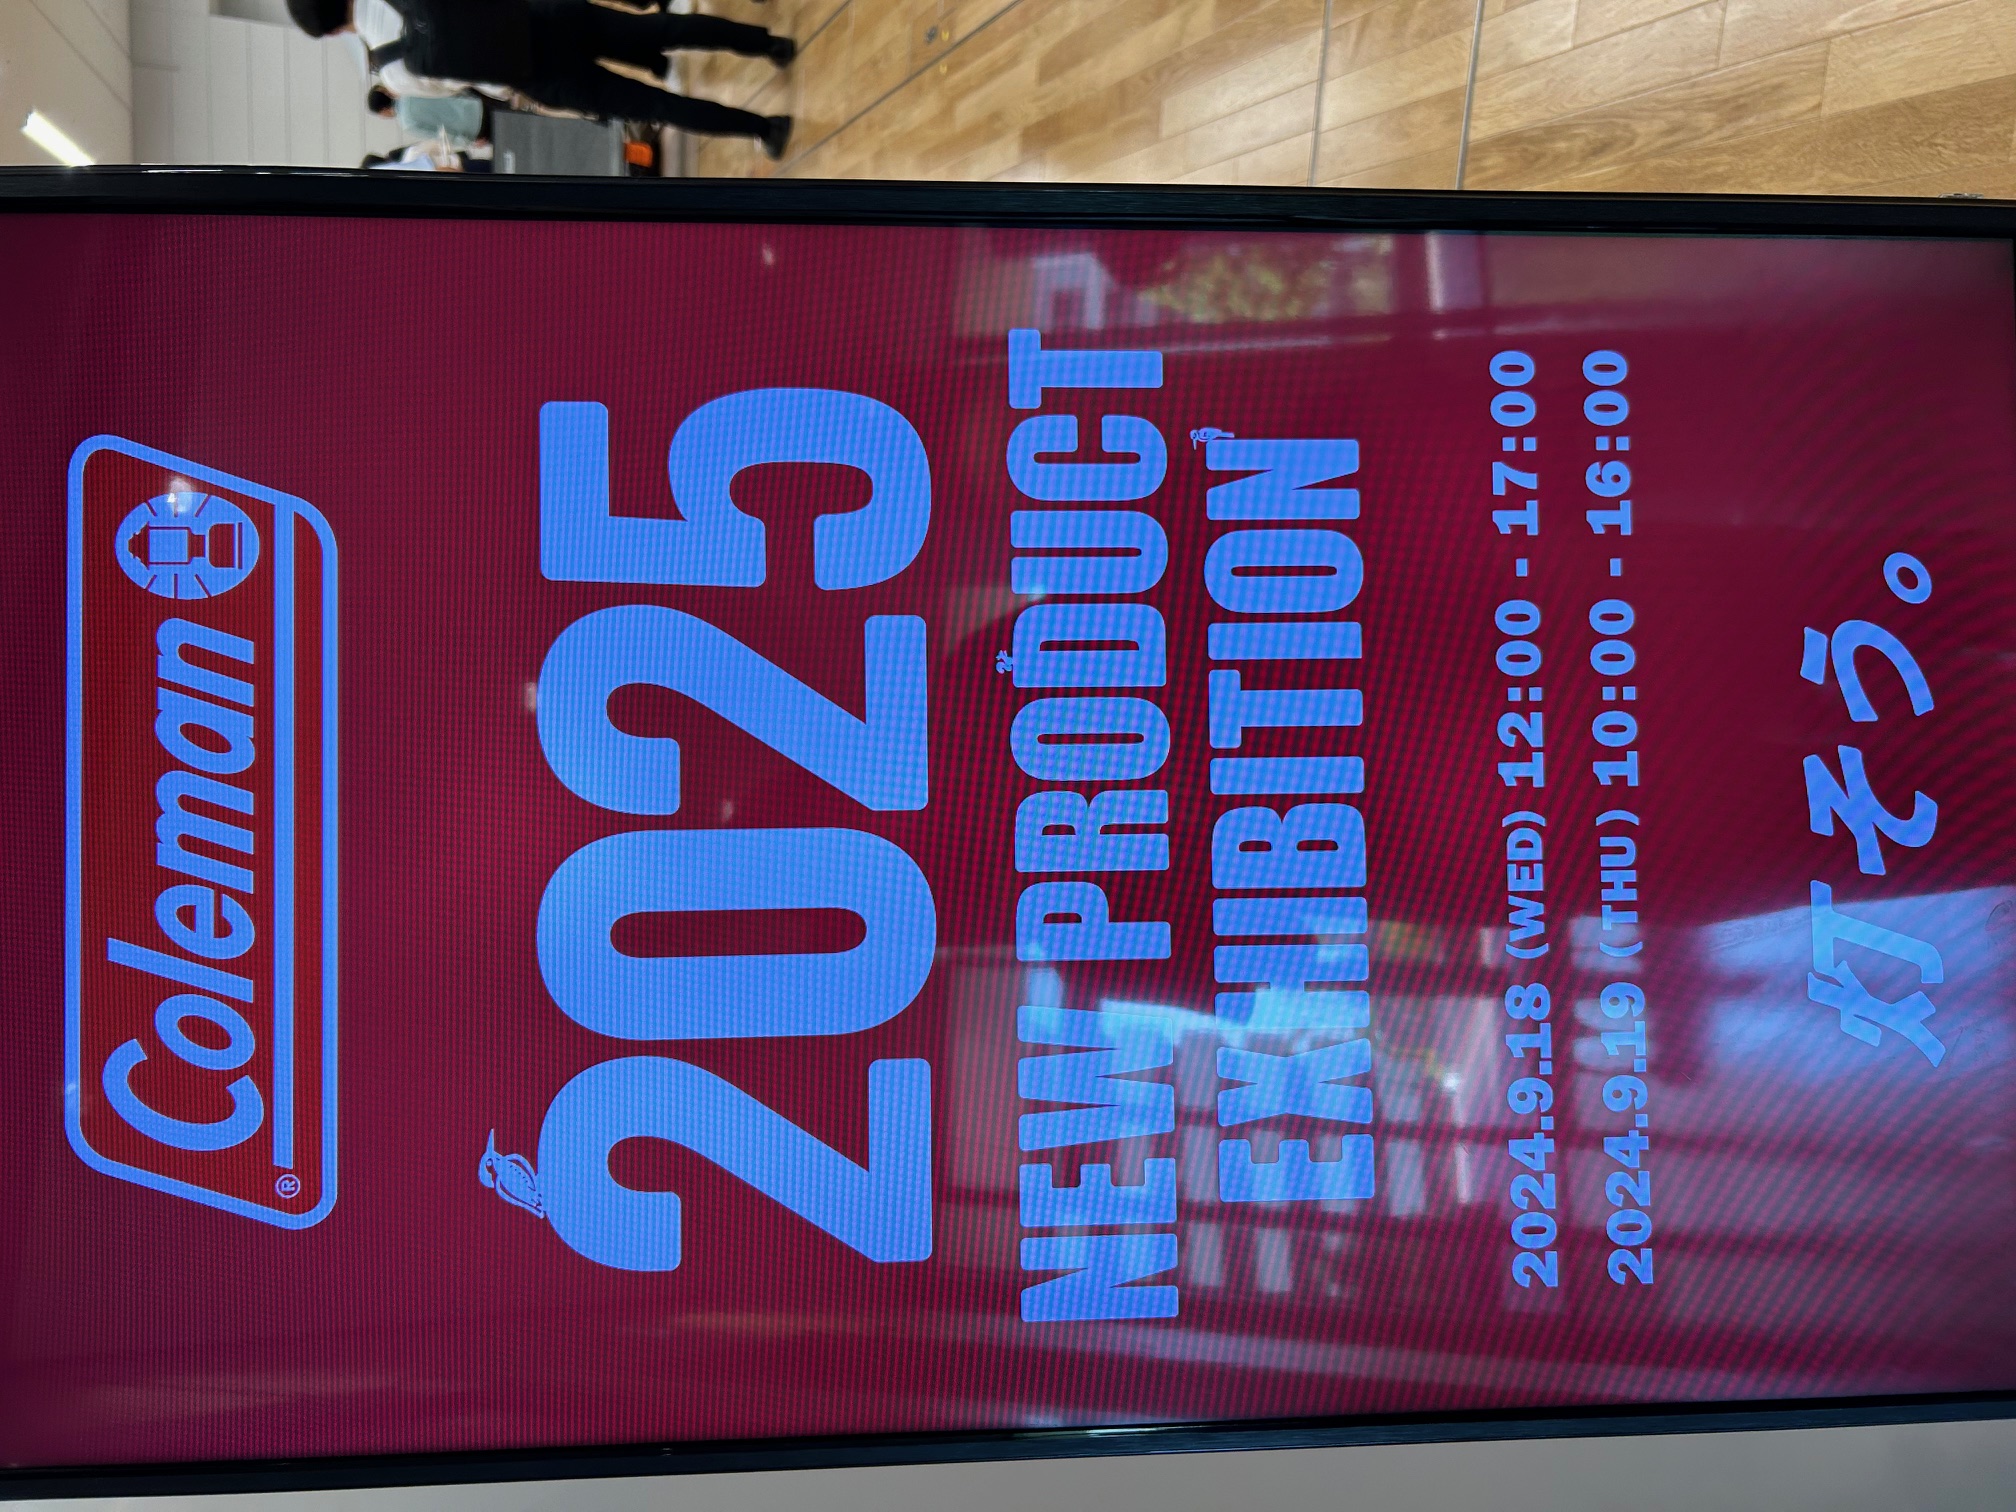 Coleman®
2025
NEW PRODUCT
EXHIBITION
2024.9.18 (WED) 12:00 - 17:00
2024.9.19 (THU) 10:00 - 16:00
灯そう。